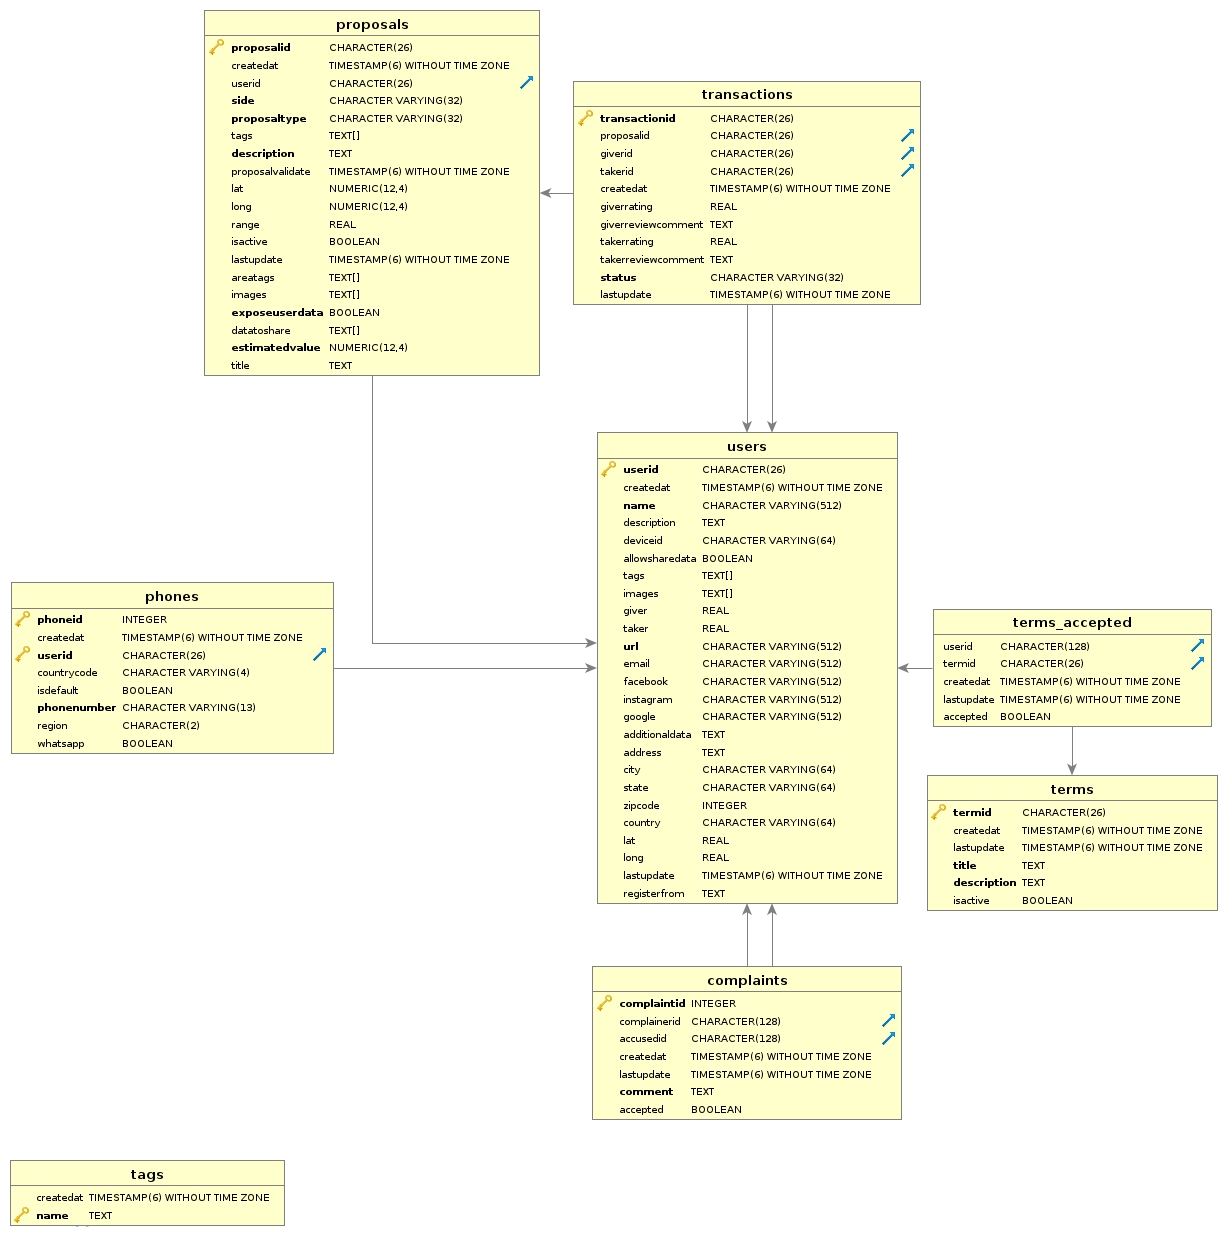 proposals
proposalid CHARACTER(26)
createdat TIMESTAMP(6) WITHOUT TIME ZONE
userid CHARACTER(26)
side CHARACTER VARYING(32)
proposaltype CHARACTER VARYING(32)
tags TEXT[]
description TEXT
proposalvalidate TIMESTAMP(6) WITHOUT TIME ZONE
lat NUMERIC(12,4)
long NUMERIC(12,4)
range REAL
isactive BOOLEAN
lastupdate TIMESTAMP(6) WITHOUT TIME ZONE
areatags TEXT[]
images TEXT[]
exposeuserdata BOOLEAN
datatoshare TEXT[]
estimatedvalue NUMERIC(12,4)
title TEXT
transactions
transactionid CHARACTER(26)
proposalid CHARACTER(26)
giverid CHARACTER(26)
takerid CHARACTER(26)
createdat TIMESTAMP(6) WITHOUT TIME ZONE
giverrating REAL
giverreviewcomment TEXT
takerrating REAL
takerreviewcomment TEXT
status CHARACTER VARYING(32)
lastupdate TIMESTAMP(6) WITHOUT TIME ZONE
users
userid CHARACTER(26)
createdat TIMESTAMP(6) WITHOUT TIME ZONE
name CHARACTER VARYING(512)
description TEXT
deviceid CHARACTER VARYING(64)
allowsharedata BOOLEAN
tags TEXT[]
images TEXT[]
giver REAL
taker REAL
url CHARACTER VARYING(512)
email CHARACTER VARYING(512)
facebook CHARACTER VARYING(512)
instagram CHARACTER VARYING(512)
google CHARACTER VARYING(512)
additionaldata TEXT
address TEXT
city CHARACTER VARYING(64)
state CHARACTER VARYING(64)
zipcode INTEGER
country CHARACTER VARYING(64)
lat REAL
long REAL
lastupdate TIMESTAMP(6) WITHOUT TIME ZONE
registerfrom TEXT
phones
phoneid INTEGER
createdat TIMESTAMP(6) WITHOUT TIME ZONE
userid CHARACTER(26)
countrycode CHARACTER VARYING(4)
isdefault BOOLEAN
phonenumber CHARACTER VARYING(13)
region CHARACTER(2)
whatsapp BOOLEAN
terms_accepted
userid CHARACTER(128)
termid CHARACTER(26)
createdat TIMESTAMP(6) WITHOUT TIME ZONE
lastupdate TIMESTAMP(6) WITHOUT TIME ZONE
accepted BOOLEAN
terms
termid CHARACTER(26)
createdat TIMESTAMP(6) WITHOUT TIME ZONE
lastupdate TIMESTAMP(6) WITHOUT TIME ZONE
title TEXT
description TEXT
isactive BOOLEAN
complaints
complaintid INTEGER
complainerid CHARACTER(128)
accusedid CHARACTER(128)
createdat TIMESTAMP(6) WITHOUT TIME ZONE
lastupdate TIMESTAMP(6) WITHOUT TIME ZONE
comment TEXT
accepted BOOLEAN
tags
createdat TIMESTAMP(6) WITHOUT TIME ZONE
name TEXT